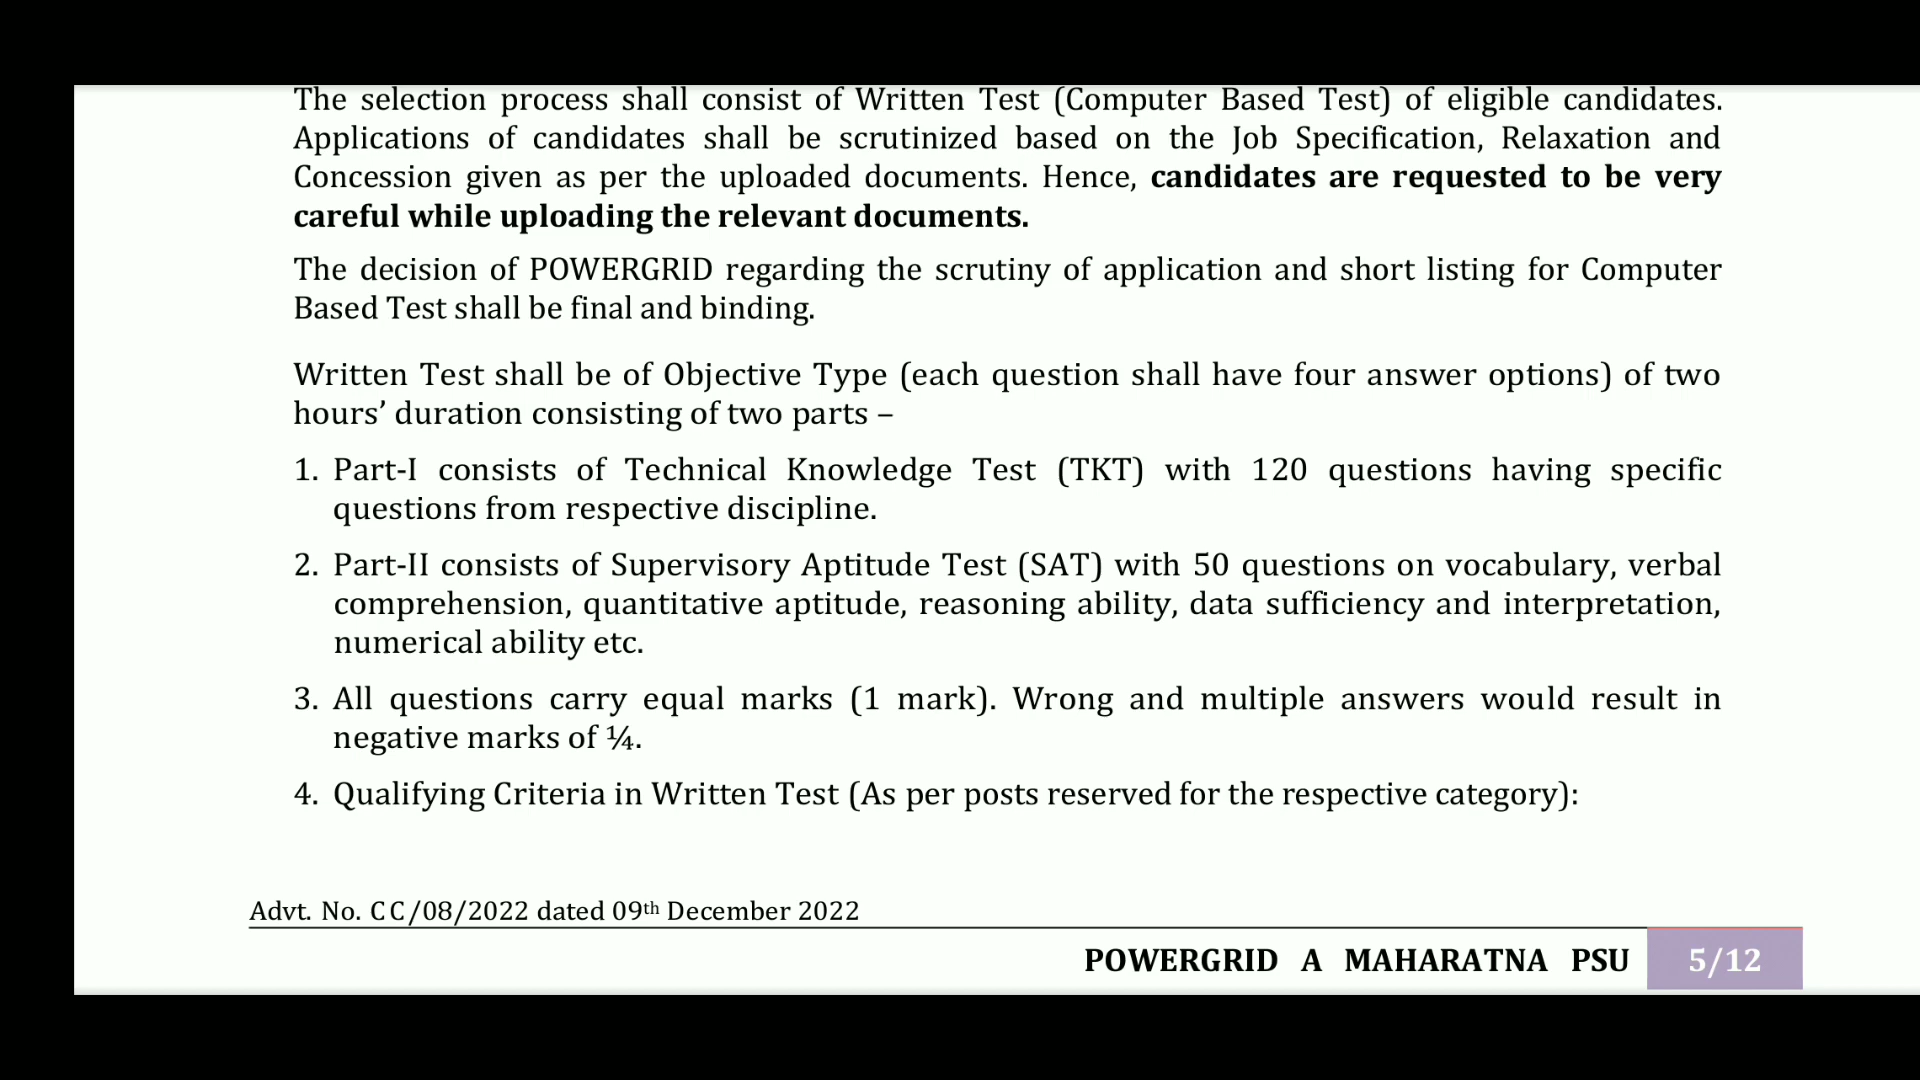 The selection process shall consist of Written Test (Computer Based Test) of eligible candidates.
Applications of candidates shall be scrutinized based on the Job Specification, Relaxation and
Concession given as per the uploaded documents. Hence, candidates are requested to be very
careful while uploading the relevant documents.
The decision of POWERGRID regarding the scrutiny of application and short listing for Computer
Based Test shall be final and binding.
Written Test shall be of Objective Type (each question shall have four answer options) of two
hours’ duration consisting of two parts –
1. Part-I consists of Technical Knowledge Test (TKT) with 120 questions having specific
questions from respective discipline.
2. Part-II consists of Supervisory Aptitude Test (SAT) with 50 questions on vocabulary, verbal
comprehension, quantitative aptitude, reasoning ability, data sufficiency and interpretation,
numerical ability etc.
3. All questions carry equal marks (1 mark). Wrong and multiple answers would result in
negative marks of ¼.
4. Qualifying Criteria in Written Test (As per posts reserved for the respective category):
Advt. No. CC/08/2022 dated 09th December 2022
POWERGRID A MAHARATNA PSU 5/12